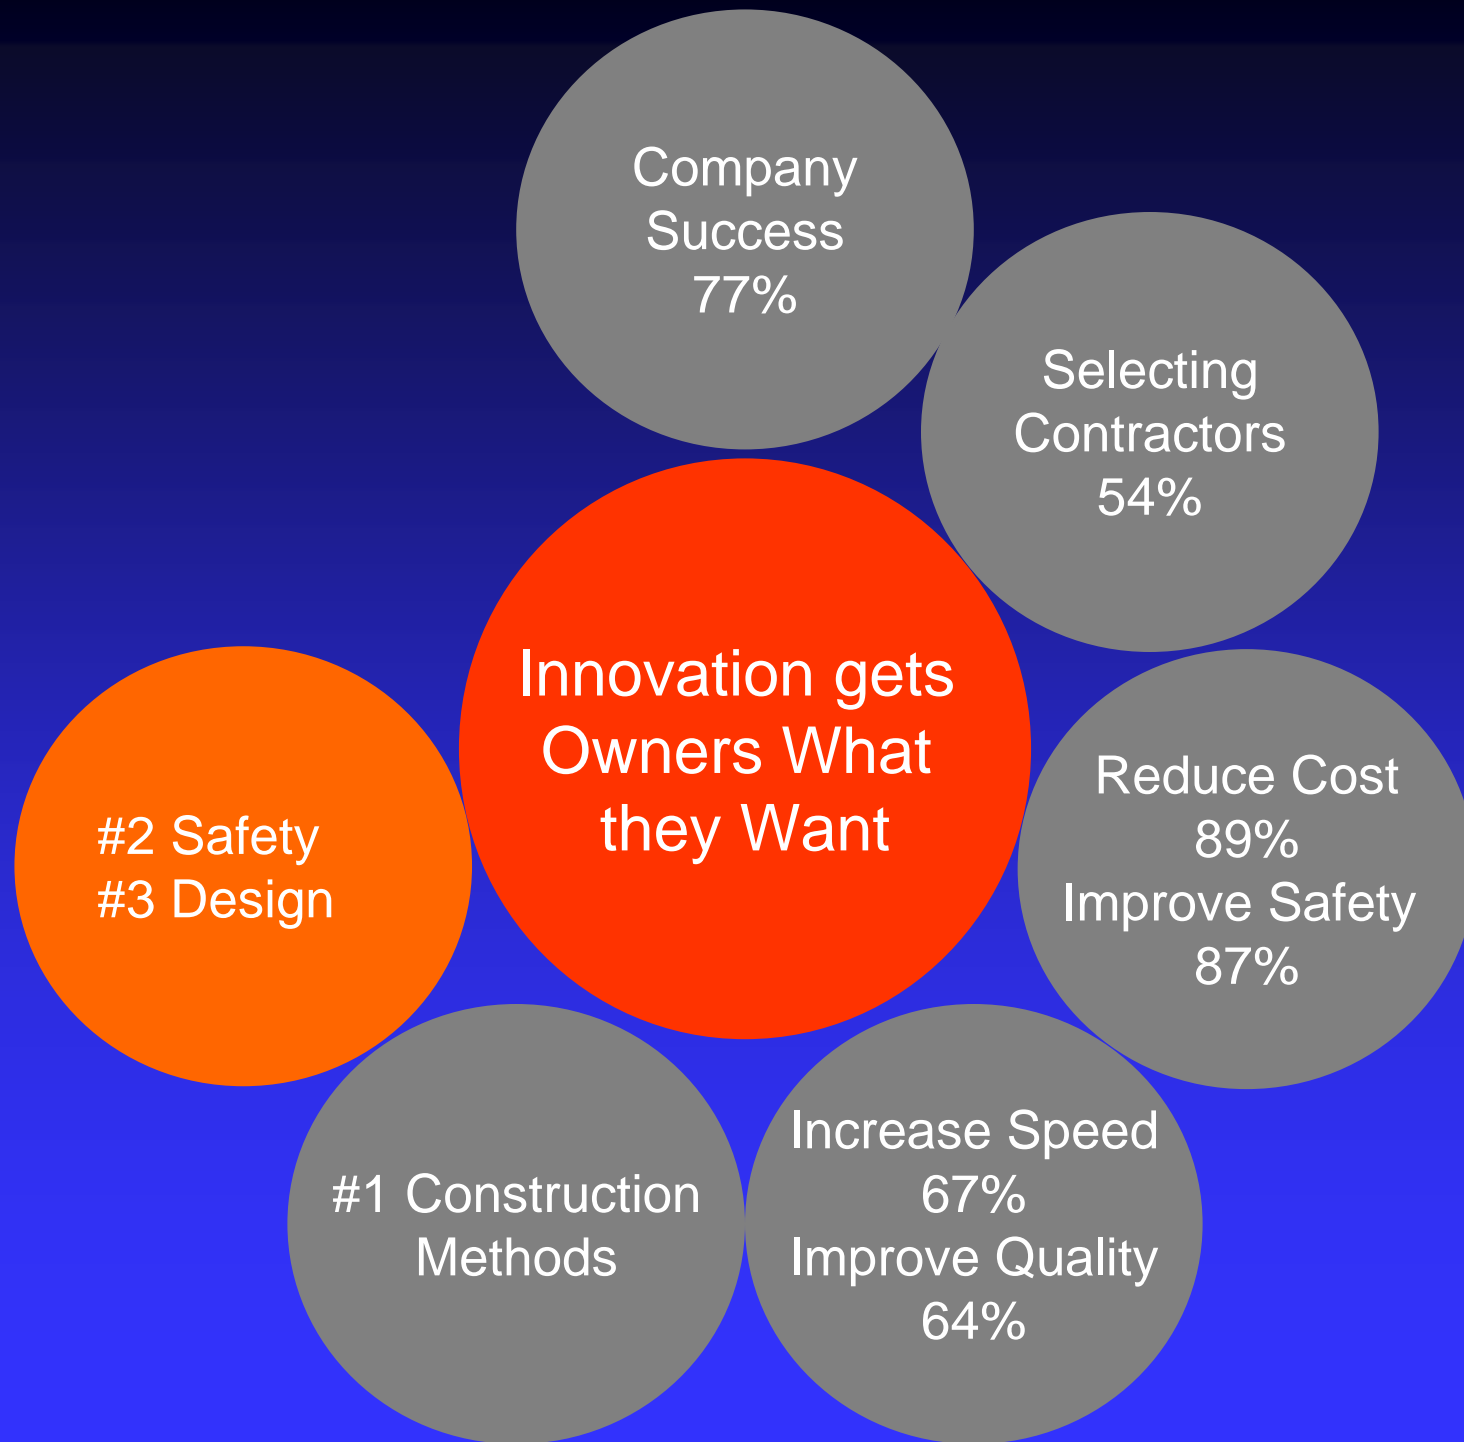 Company
Success
77%
Selecting
Contractors
54%
Innovation gets
Owners What
they Want
Reduce Cost
89%
Improve Safety
87%
#2 Safety
#3 Design
Increase Speed
67%
Improve Quality
64%
#1 Construction
Methods